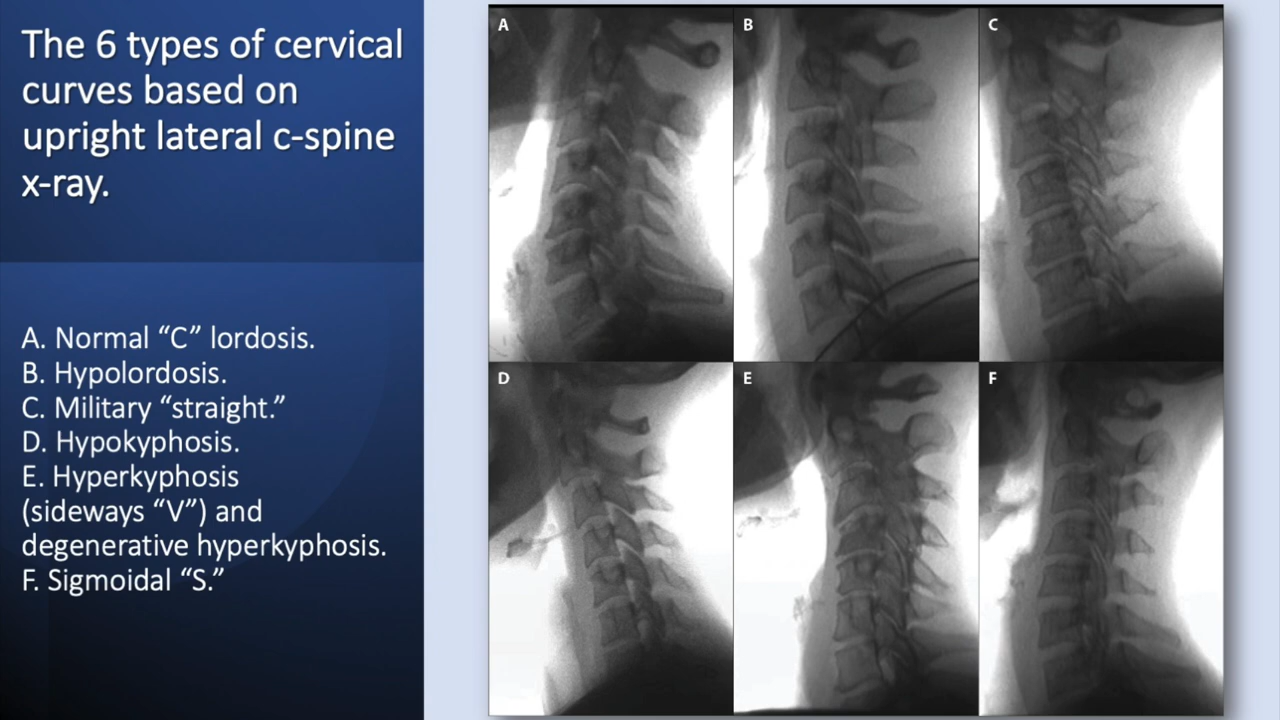 The 6 types of cervical
curves based on
upright lateral c-spine
x-ray.
A. Normal “C” lordosis.
B. Hypolordosis.
C. Military “straight.”
D. Hypokyphosis.
E. Hyperkyphosis
(sideways “V”) and
degenerative hyperkyphosis.
F. Sigmoidal “S.”
A
B
C
D
E
F